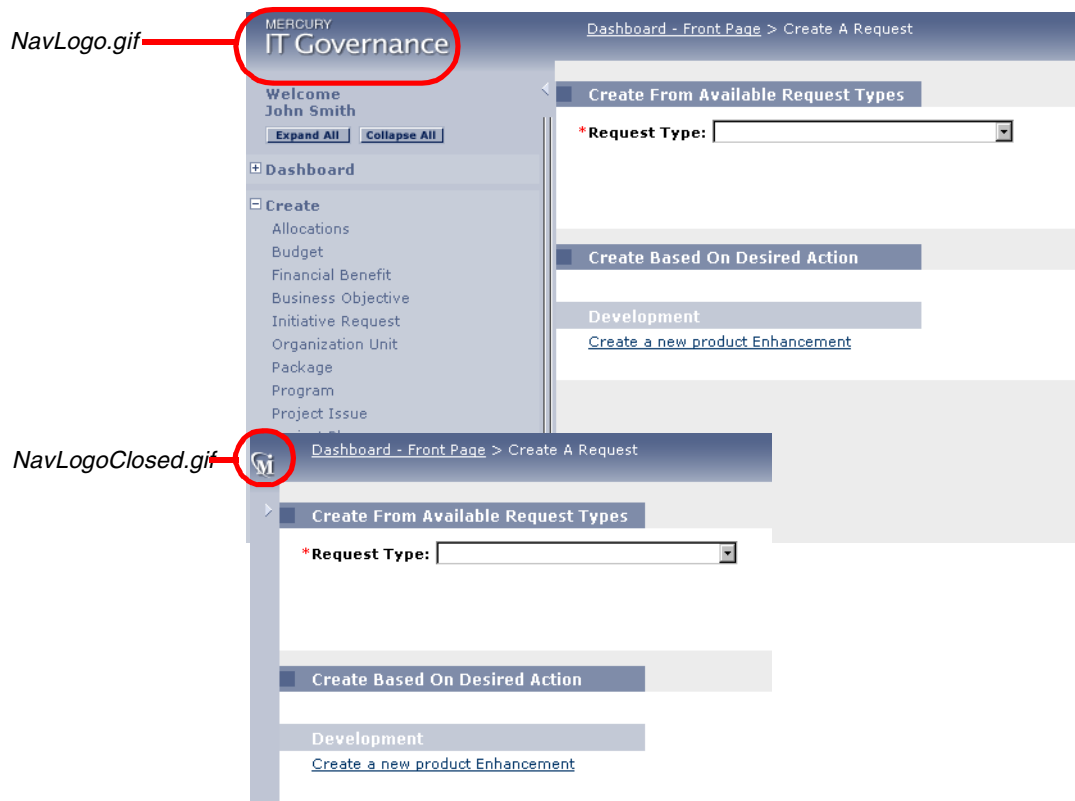 NavLogo.gif
MERCURY
IT Governance
Dashboard - Front Page > Create A Request
Welcome
John Smith
Expand All
Collapse All
Dashboard
Create
Allocations
Budget
Financial Benefit
Business Objective
Initiative Request
Organization Unit
Package
Program
Project Issue
Create From Available Request Types
*Request Type:
Create Based On Desired Action
Development
Create a new product Enhancement
NavLogoClosed.gif
M
Dashboard - Front Page > Create A Request
Create From Available Request Types
*Request Type:
Create Based On Desired Action
Development
Create a new product Enhancement